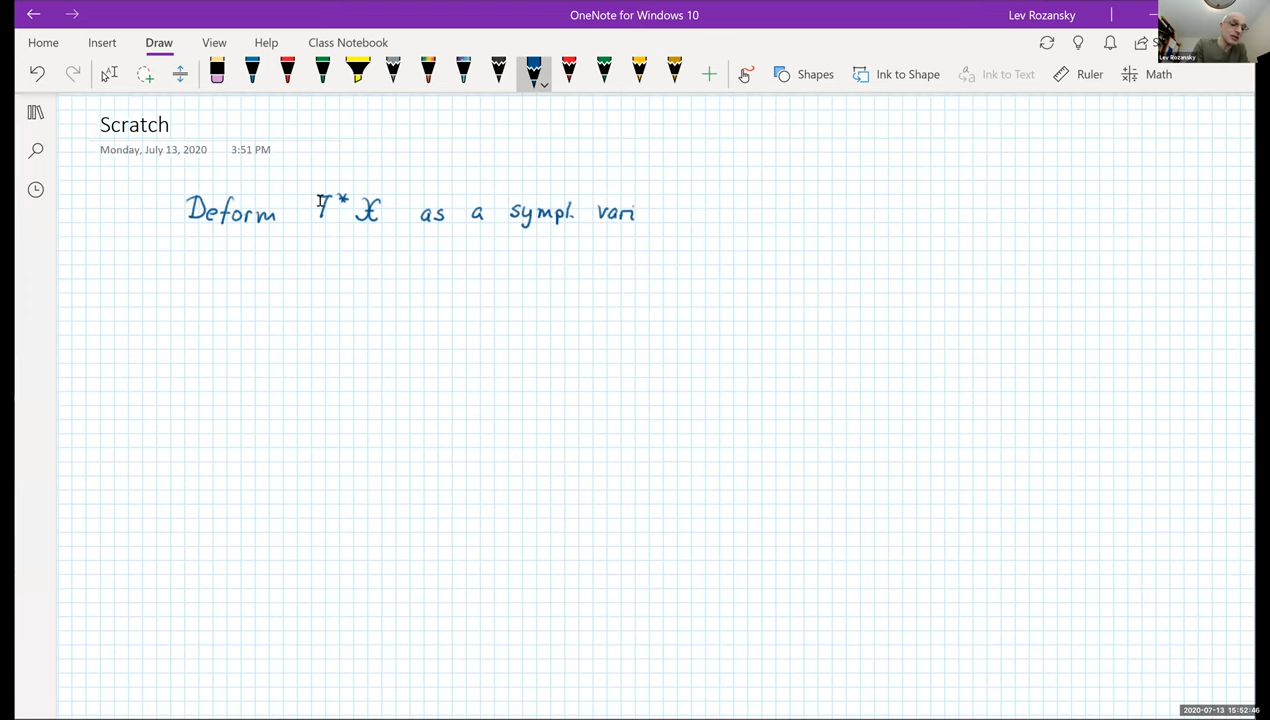 OneNote for Windows 10
Lev Rozansky
Lev Rozansky
Home Insert Draw View Help Class Notebook
Shapes Ink to Shape Ink to Text Ruler Math
Scratch
Monday, July 13, 2020 3:51 PM
Deform T* X as a sympl. vari
2020-07-13 15:52:46